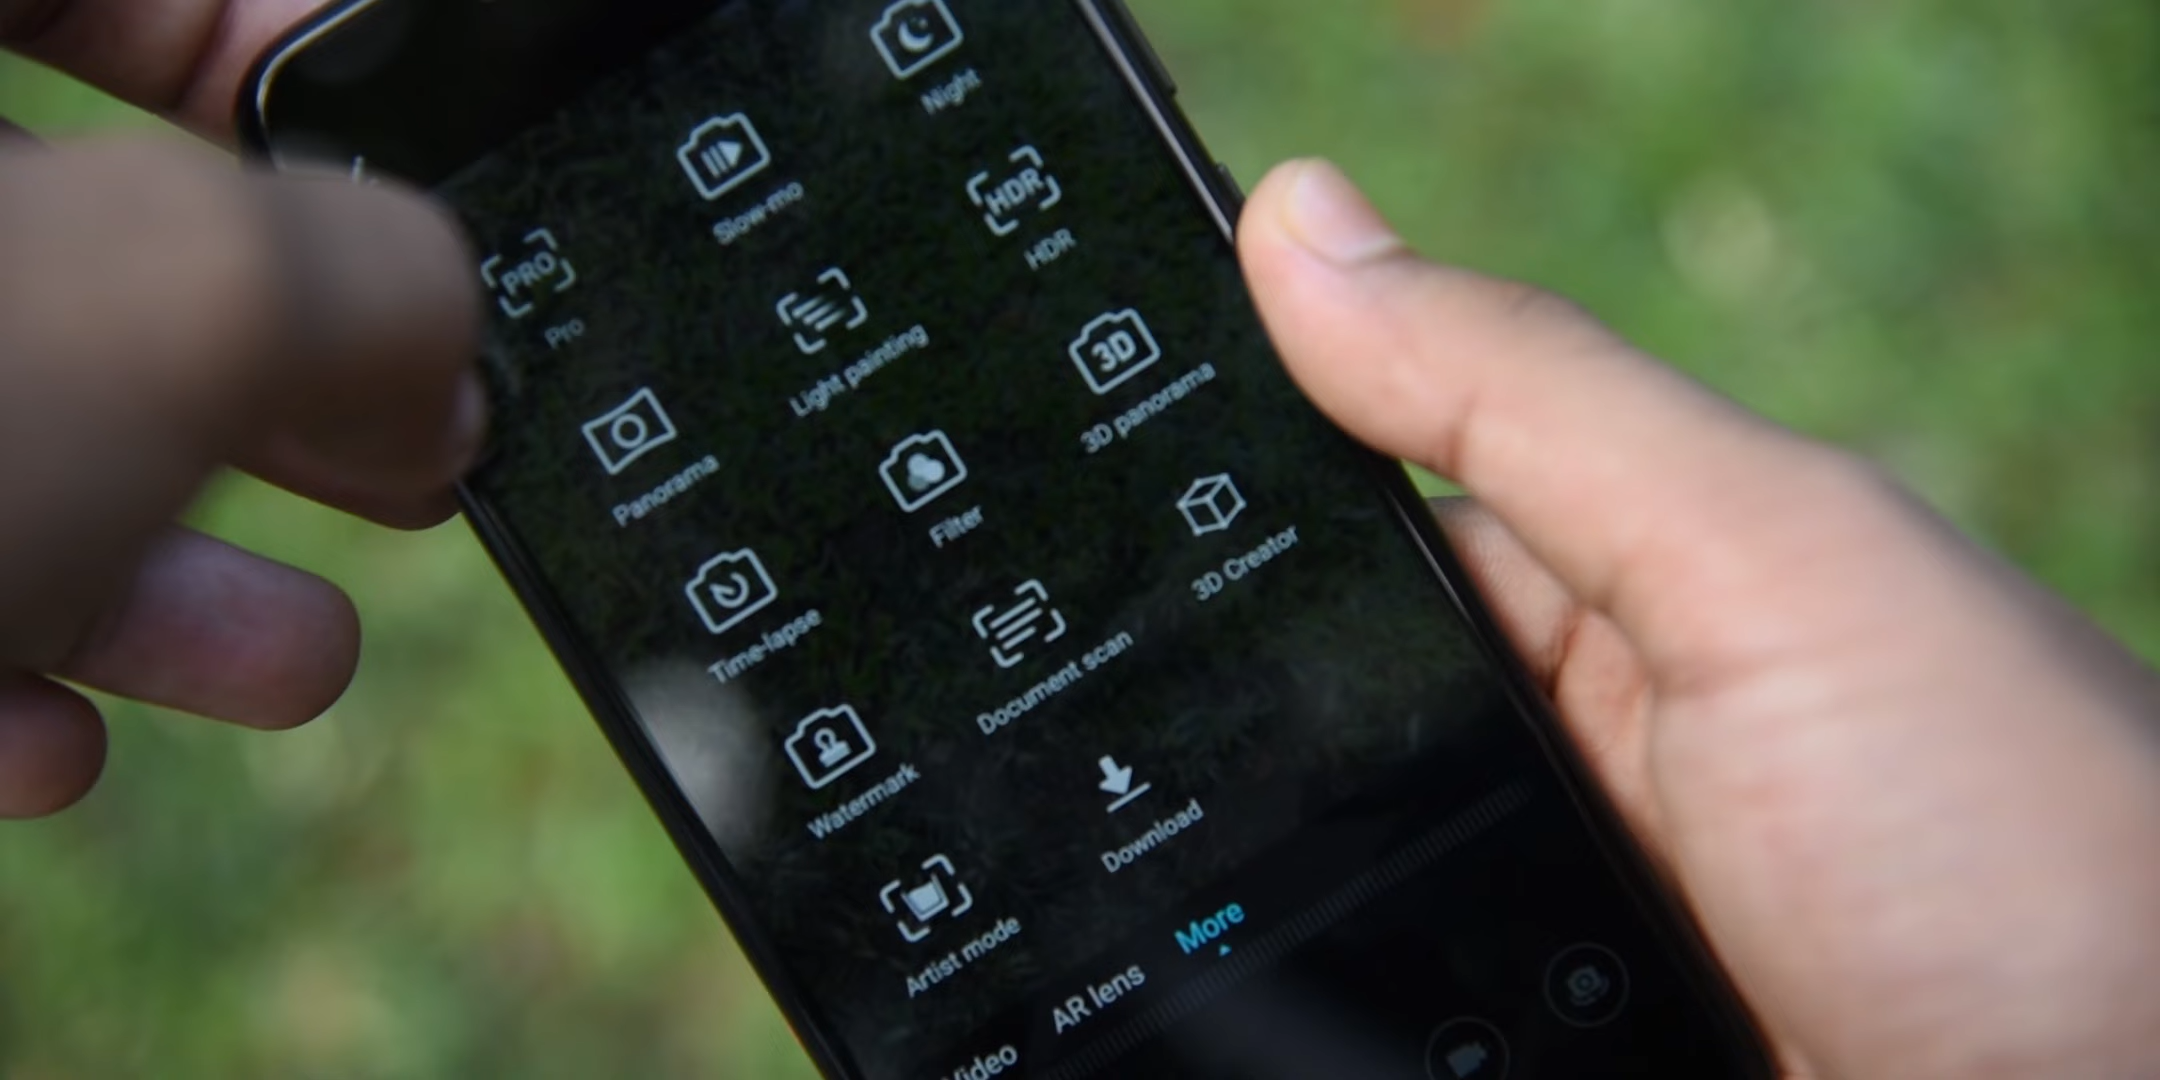 PRO
Pro
Slow-mo
Night
Panorama
Light painting
HDR
HDR
Time-lapse
Filter
3D
3D panorama
Watermark
Document scan
3D Creator
Artist mode
Download
Video
AR lens
More